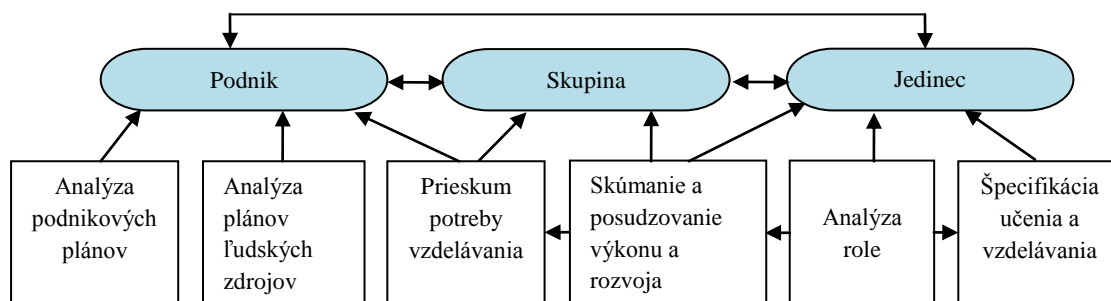 Podnik
Skupina
Jedinec
Analýza
podnikových
plánov
Analýza
plánov
ľudských
zdrojov
Prieskum
potreby
vzdelávania
Skúmanie a
posudzovanie
výkonu a
rozvoja
Analýza
role
Špecifikácia
učenia a
vzdelávania